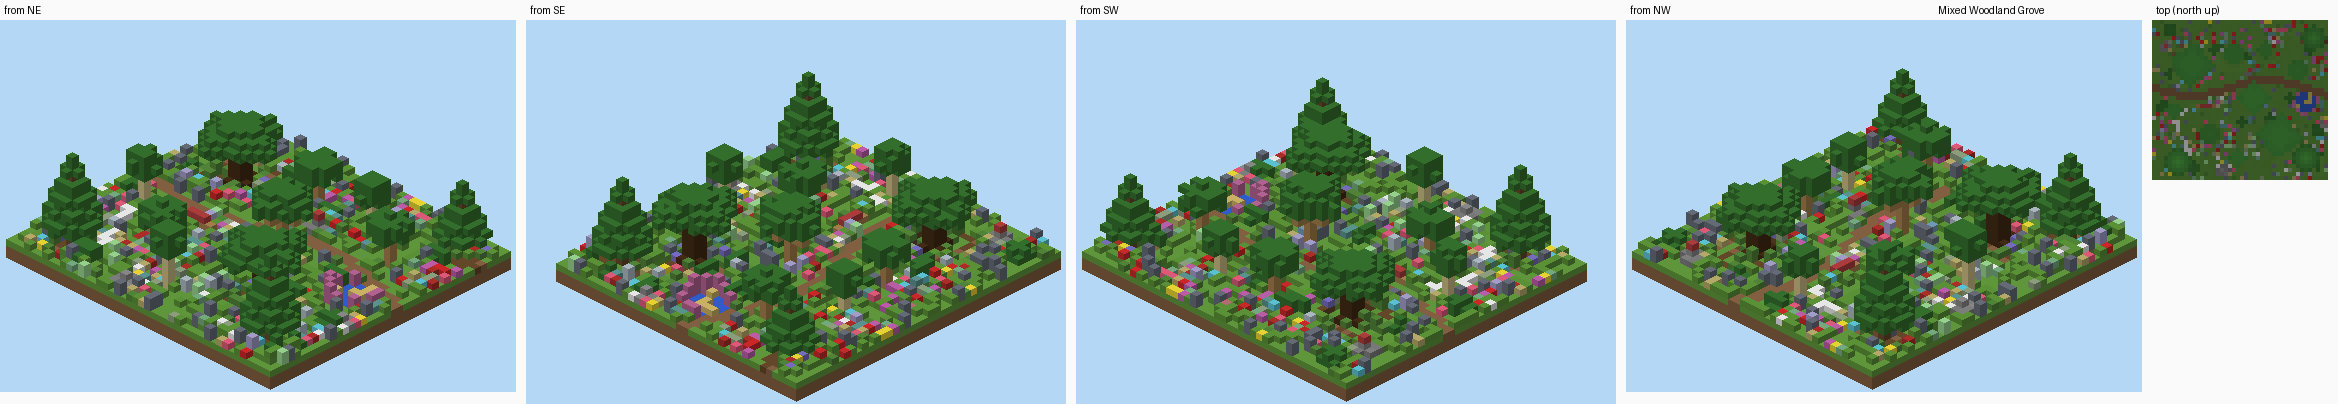 from NE
from SE
from SW
from NW
Mixed Woodland Grove
top (north up)